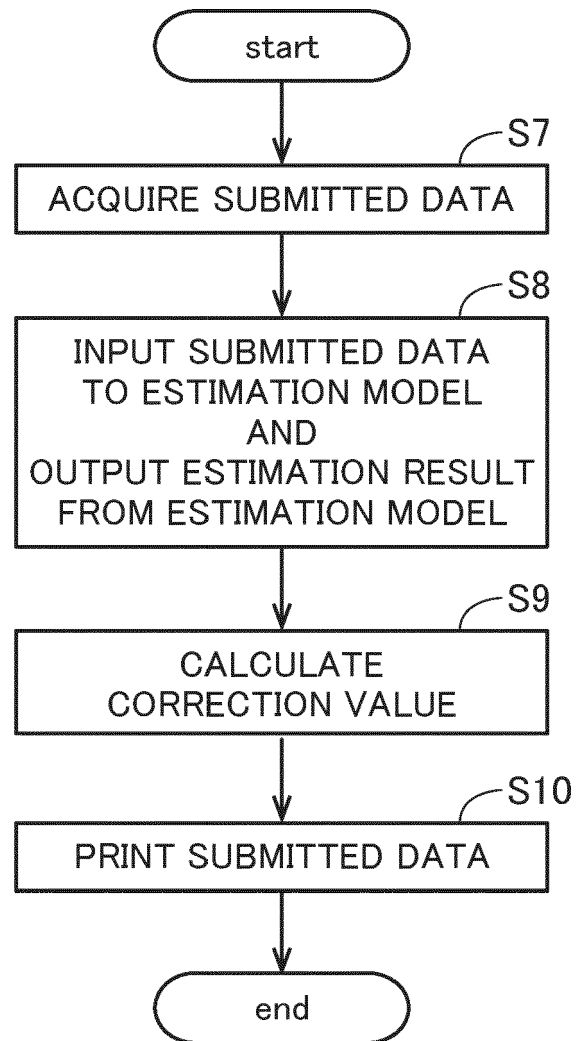 start
S7
ACQUIRE SUBMITTED DATA
S8
INPUT SUBMITTED DATA
TO ESTIMATION MODEL
AND
OUTPUT ESTIMATION RESULT
FROM ESTIMATION MODEL
S9
CALCULATE
CORRECTION VALUE
S10
PRINT SUBMITTED DATA
end